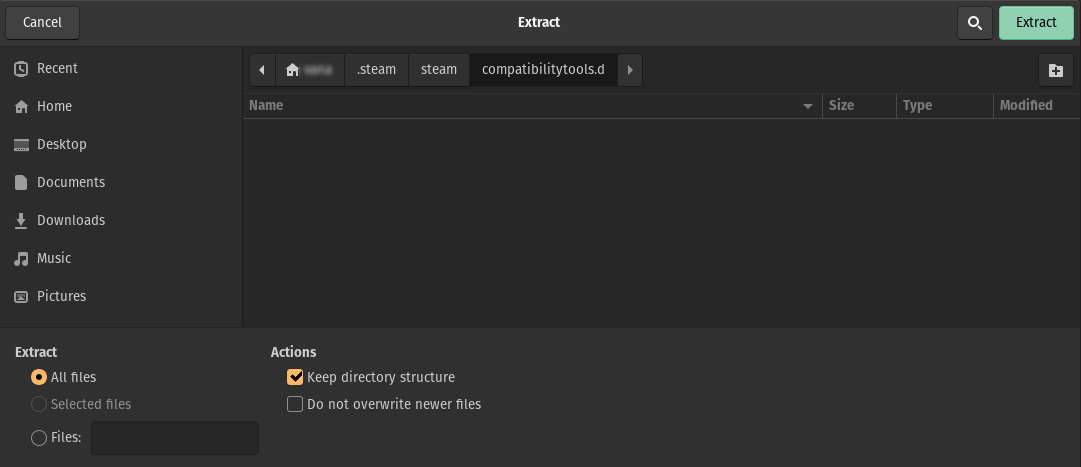 Cancel
Extract
Extract
Recent
.steam
steam
compatibilitytools.d
Home
Name
Size
Type
Modified
Desktop
Documents
Downloads
Music
Pictures
Extract
Actions
All files
Keep directory structure
Selected files
Do not overwrite newer files
Files: